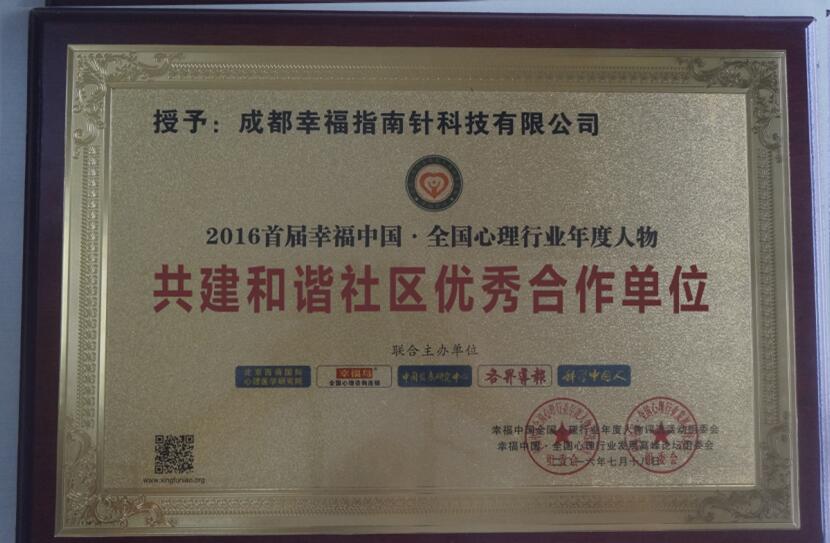 授予：成都幸福指南针科技有限公司
2016首届幸福中国·全国心理行业年度人物
共建和谐社区优秀合作单位
联合主办单位
北京西南国际
心理医学研究院
幸福鸟
全国心理咨询连锁
中国发展研究中心
各界导报
科学中国人
幸福中国全国心理行业年度人物评选活动组委会
幸福中国·全国心理行业发展高峰论坛组委会
二〇一六年七月十八日
www.xingfuniao.org